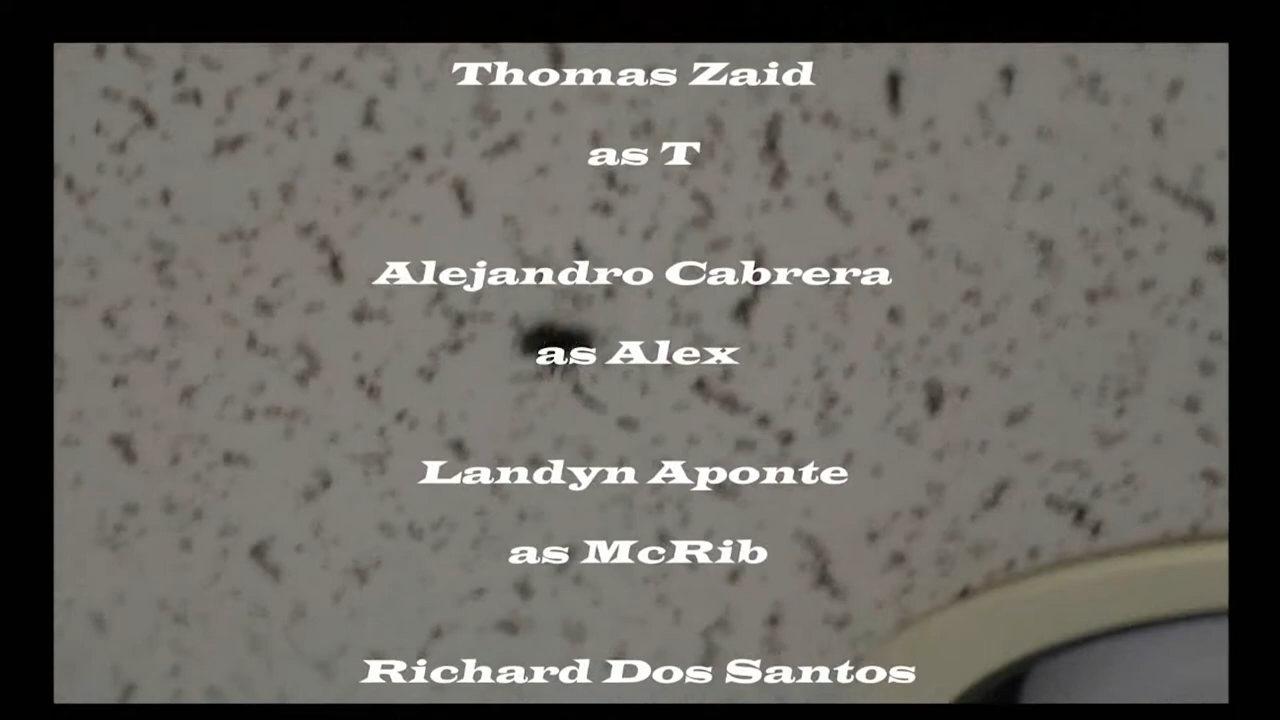 Thomas Zaid
as T
Alejandro Cabrera
as Alex
Landyn Aponte
as McRib
Richard Dos Santos